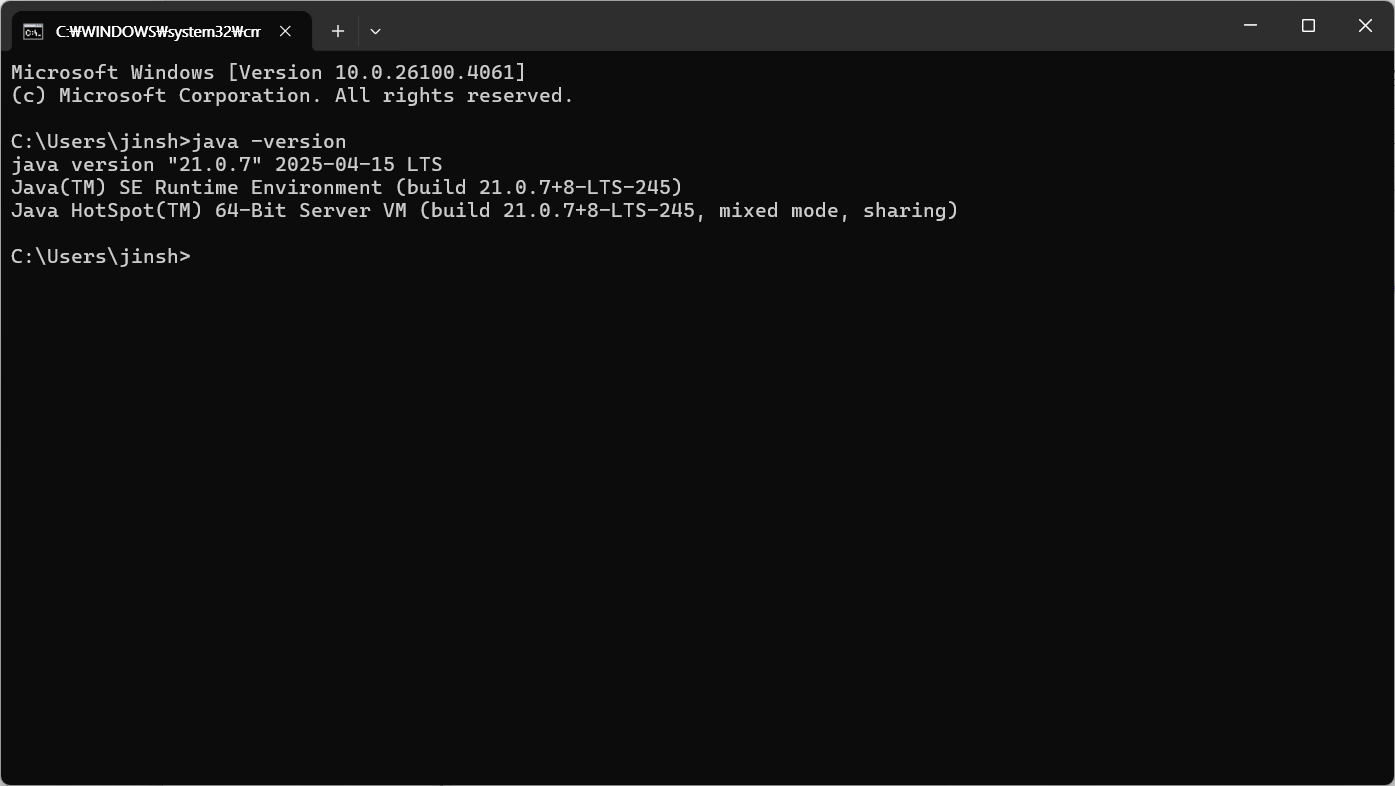 C:₩WINDOWS₩system32₩cm
Microsoft Windows [Version 10.0.26100.4061]
(c) Microsoft Corporation. All rights reserved.
C:\Users\jinsh>java -version
java version "21.0.7" 2025-04-15 LTS
Java(TM) SE Runtime Environment (build 21.0.7+8-LTS-245)
Java HotSpot(TM) 64-Bit Server VM (build 21.0.7+8-LTS-245, mixed mode, sharing)
C:\Users\jinsh>